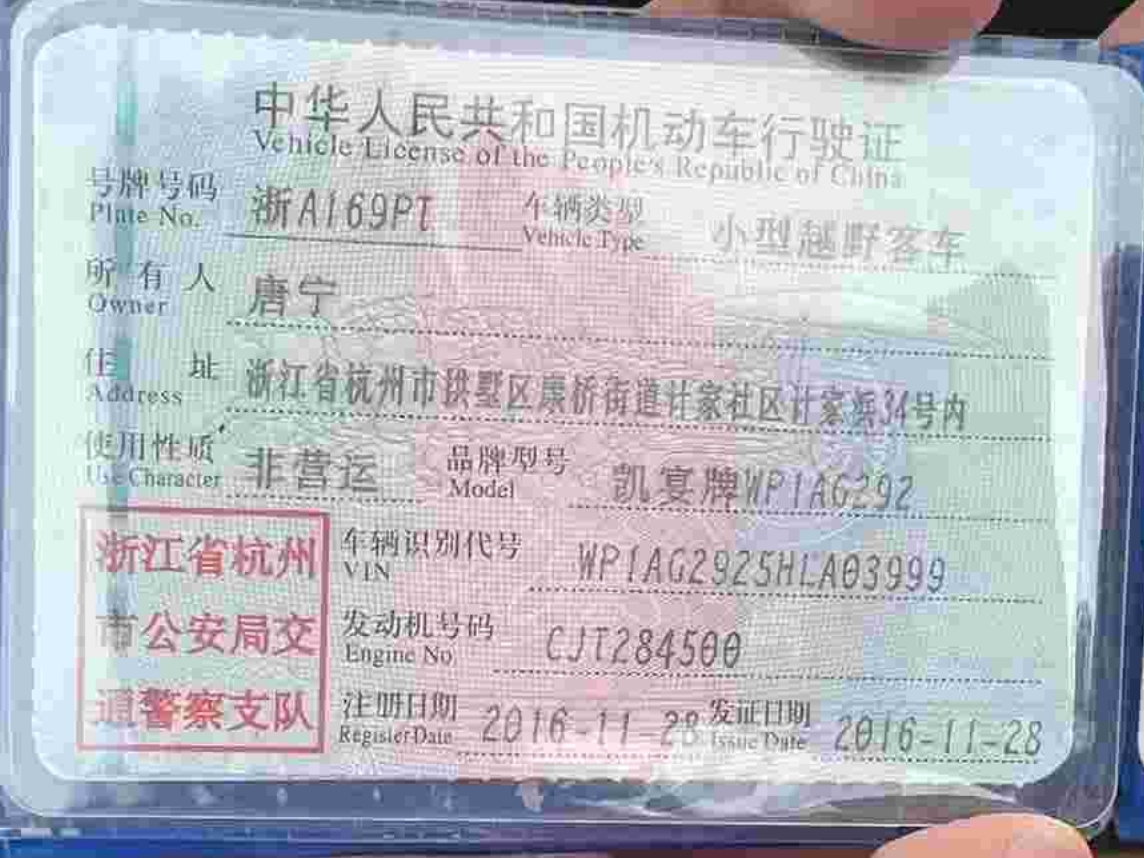 中华人民共和国机动车行驶证
Vehicle License of the People's Republic of China
号牌号码 浙A169PT 车辆类型 小型越野客车
Plate No. Vehicle Type
所有人 唐宁
Owner
住址 浙江省杭州市拱墅区康桥街道计家社区计家浜34号内
Address
使用性质 非营运 品牌型号 凯宴牌WP1AG292
Use Character Model
浙江省杭州
市公安局交
通警察支队
车辆识别代号 WP1AG2925HLA03999
VIN
发动机号码 CJT284500
Engine No.
注册日期 2016-11-28 发证日期 2016-11-28
Register Date Issue Date